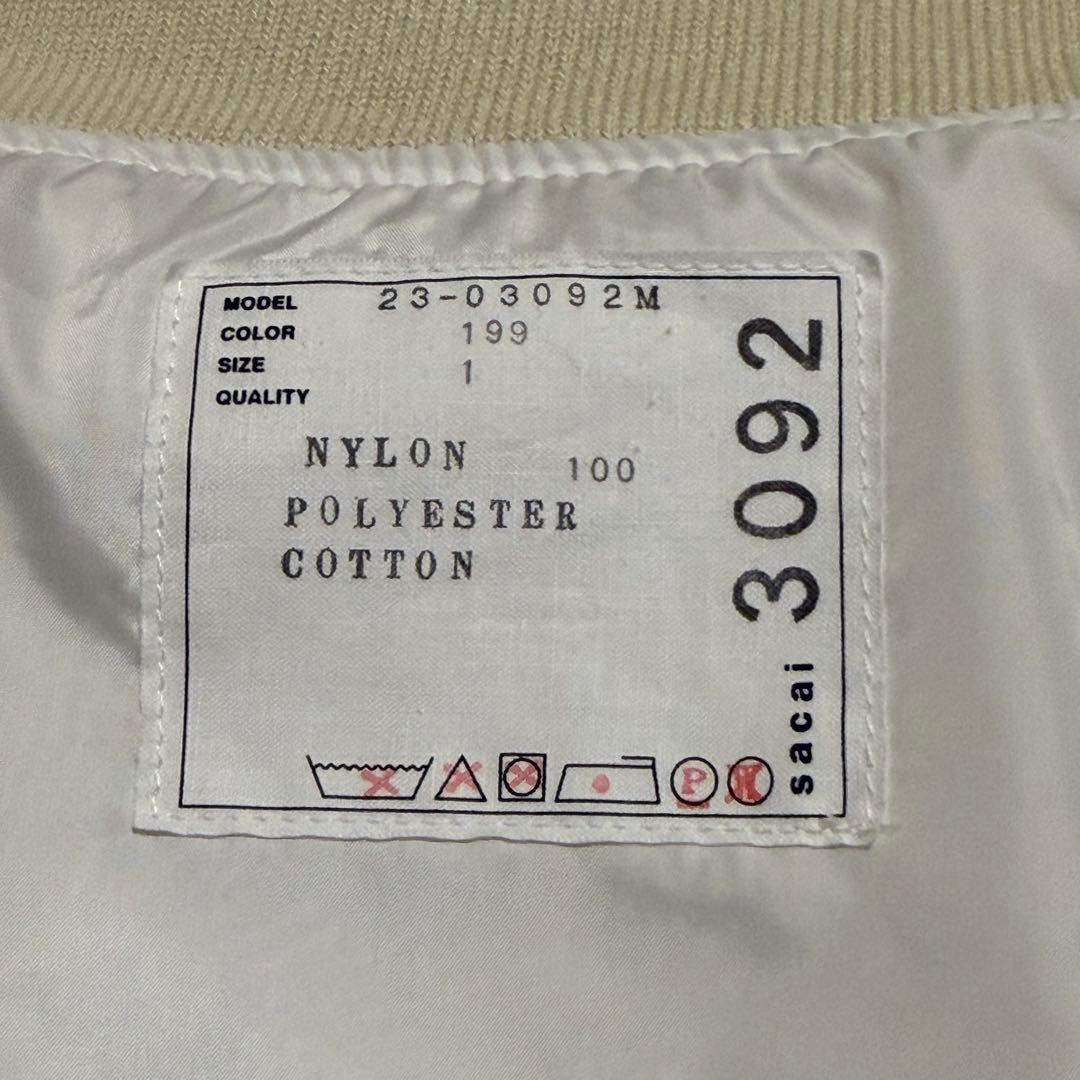 MODEL 23-03092M
COLOR 199
SIZE 1
QUALITY
NYLON 100
POLYESTER
COTTON
sacai 3092
P